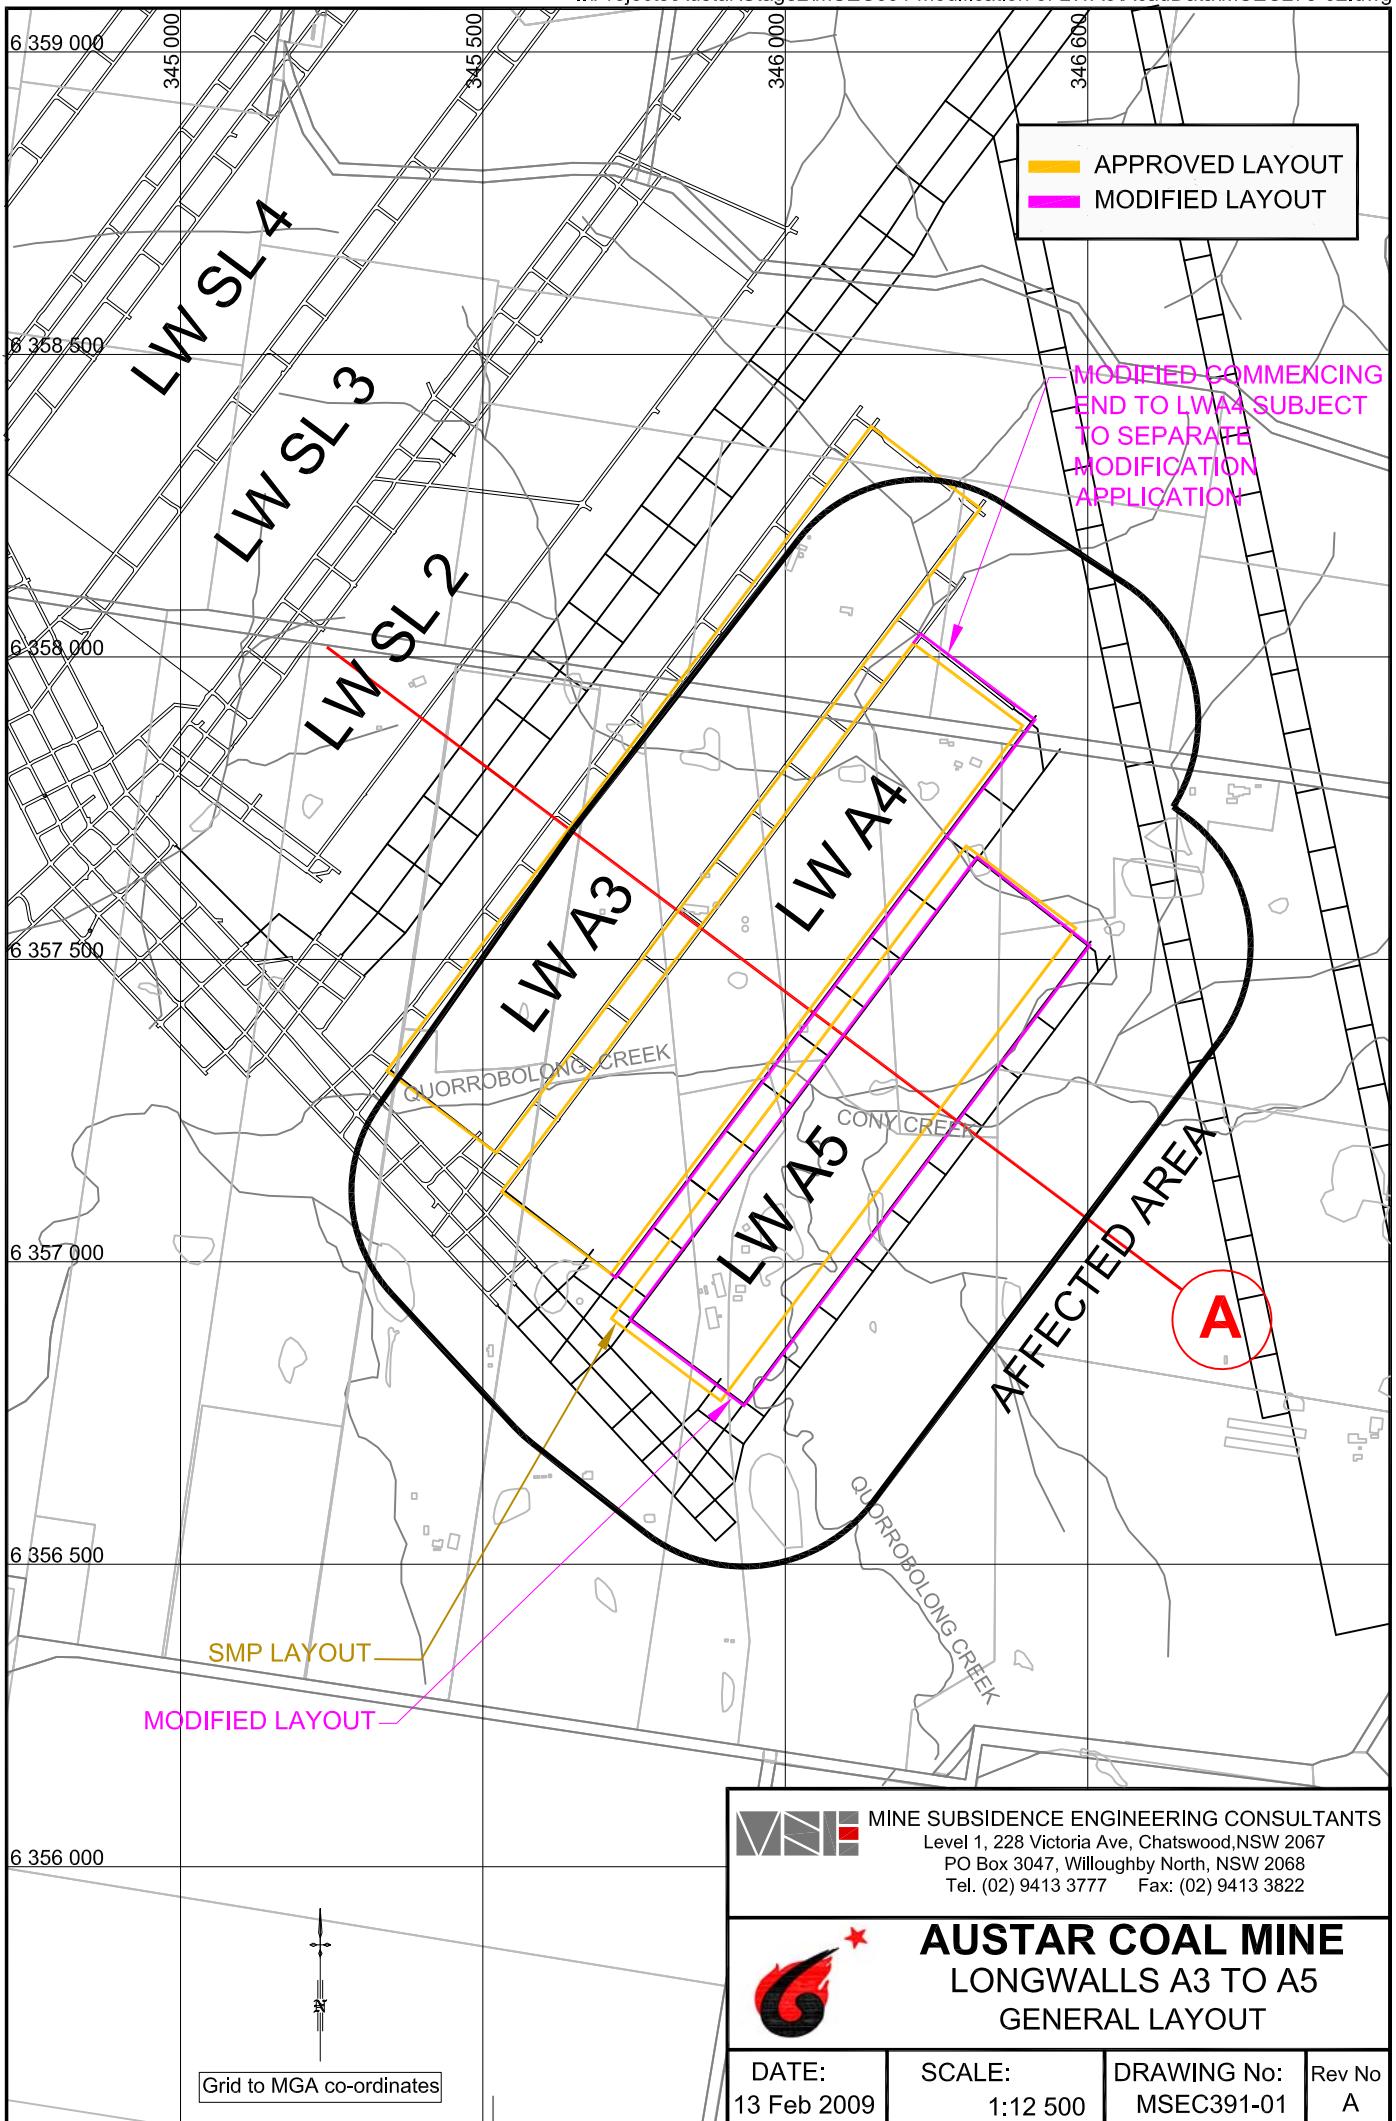 6 359 000
345 000
345 500
346 000
346 600
APPROVED LAYOUT
MODIFIED LAYOUT
LW SL 4
6 358 500
LW SL 3
MODIFIED COMMENCING
END TO LWA4 SUBJECT
TO SEPARATE
MODIFICATION
APPLICATION
LW SL 2
6 358 000
LW A4
LW A3
6 357 500
QUORROBOLONG CREEK
CONY CREEK
LW A5
AFFECTED AREA
6 357 000
A
6 356 500
QUORROBOLONG CREEK
SMP LAYOUT
MODIFIED LAYOUT
6 356 000
MINE SUBSIDENCE ENGINEERING CONSULTANTS
Level 1, 228 Victoria Ave, Chatswood,NSW 2067
PO Box 3047, Willoughby North, NSW 2068
Tel. (02) 9413 3777 Fax: (02) 9413 3822
AUSTAR COAL MINE
LONGWALLS A3 TO A5
GENERAL LAYOUT
N
Grid to MGA co-ordinates
DATE:
13 Feb 2009
SCALE:
1:12 500
DRAWING No:
MSEC391-01
Rev No
A